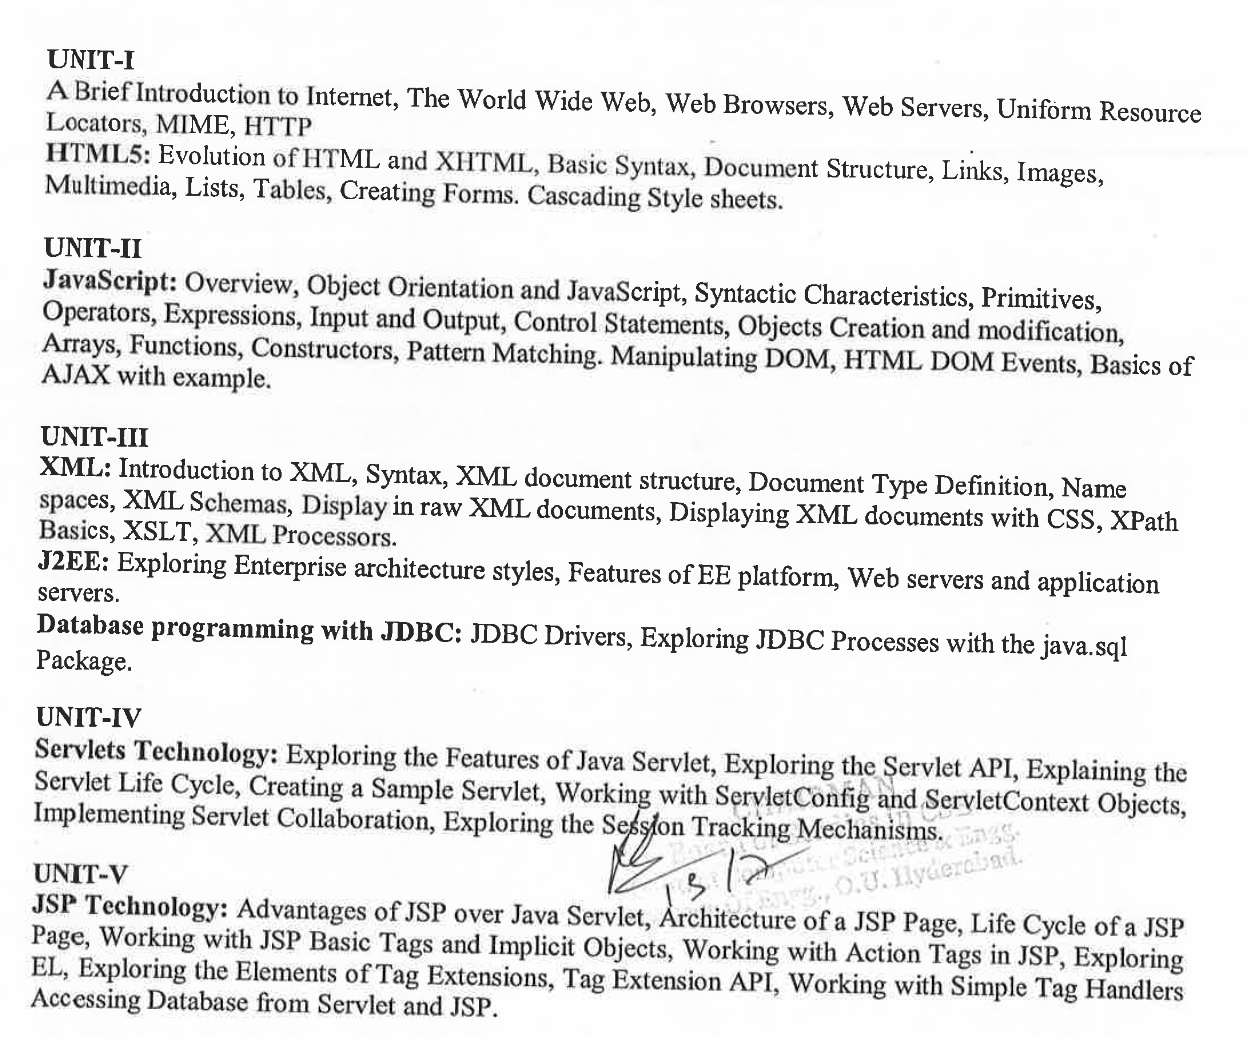 UNIT-I
A Brief Introduction to Internet, The World Wide Web, Web Browsers, Web Servers, Uniform Resource
Locators, MIME, HTTP
HTML5: Evolution of HTML and XHTML, Basic Syntax, Document Structure, Links, Images,
Multimedia, Lists, Tables, Creating Forms. Cascading Style sheets.
UNIT-II
JavaScript: Overview, Object Orientation and JavaScript, Syntactic Characteristics, Primitives,
Operators, Expressions, Input and Output, Control Statements, Objects Creation and modification,
Arrays, Functions, Constructors, Pattern Matching. Manipulating DOM, HTML DOM Events, Basics of
AJAX with example.
UNIT-III
XML: Introduction to XML, Syntax, XML document structure, Document Type Definition, Name
spaces, XML Schemas, Display in raw XML documents, Displaying XML documents with CSS, XPath
Basics, XSLT, XML Processors.
J2EE: Exploring Enterprise architecture styles, Features of EE platform, Web servers and application
servers.
Database programming with JDBC: JDBC Drivers, Exploring JDBC Processes with the java.sql
Package.
UNIT-IV
Servlets Technology: Exploring the Features of Java Servlet, Exploring the Servlet API, Explaining the
Servlet Life Cycle, Creating a Sample Servlet, Working with ServletConfig and ServletContext Objects,
Implementing Servlet Collaboration, Exploring the Session Tracking Mechanisms.
CHAIRMAN
Computer Science & Engg.
Engg., O.U. Hyderabad.
UNIT-V
JSP Technology: Advantages of JSP over Java Servlet, Architecture of a JSP Page, Life Cycle of a JSP
Page, Working with JSP Basic Tags and Implicit Objects, Working with Action Tags in JSP, Exploring
EL, Exploring the Elements of Tag Extensions, Tag Extension API, Working with Simple Tag Handlers
Accessing Database from Servlet and JSP.